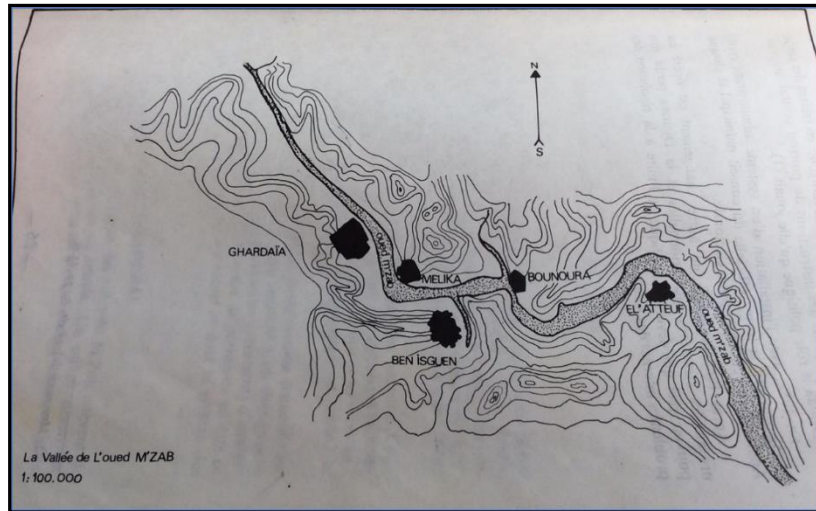 N
S
oued m'zab
GHARDAÏA
MELIKA
BOUNOURA
EL'ATTEUF
BEN ISGUEN
oued m'zab
La Vallée de L'oued M'ZAB
1:100.000